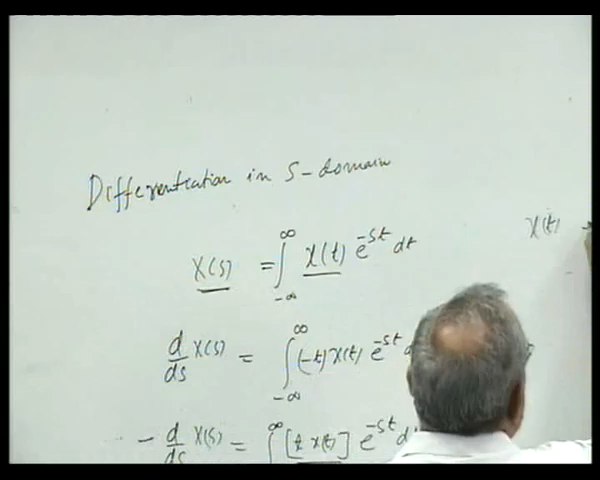 Differentiation in S-domain
X(s) = ∫_{-∞}^{∞} x(t) e^{-st} dt
x(t)
d/ds X(s) = ∫_{-∞}^{∞} (-t) x(t) e^{-st} d
- d/ds X(s) = ∫^{∞} [t x(t)] e^{-st} d